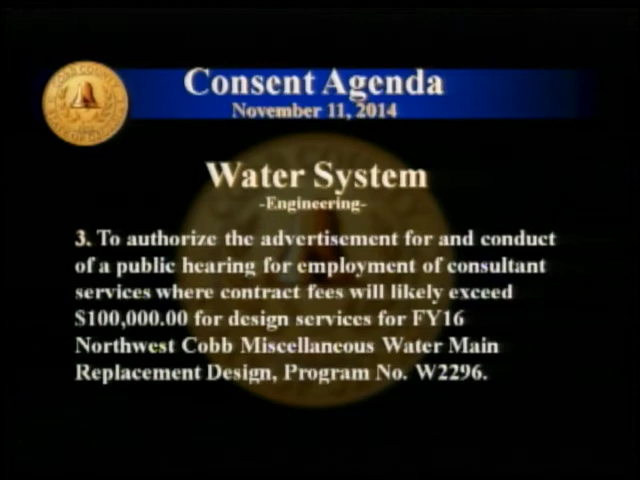 COBB COUNTY
Consent Agenda
November 11, 2014
Water System
-Engineering-
3. To authorize the advertisement for and conduct
of a public hearing for employment of consultant
services where contract fees will likely exceed
$100,000.00 for design services for FY16
Northwest Cobb Miscellaneous Water Main
Replacement Design, Program No. W2296.